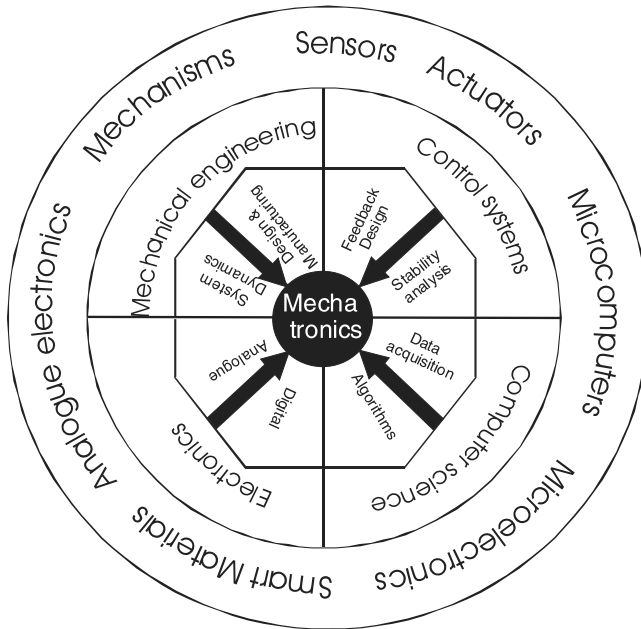 Sensors
Actuators
Microcomputers
Microelectronics
Smart Materials
Analogue electronics
Mechanisms
Mechanical engineering
Control systems
Computer science
Electronics
Design &
Manufacturing
System
Dynamics
Feedback
Design
Stability
analysis
Data
acquisition
Algorithms
Digital
Analogue
Mecha
tronics